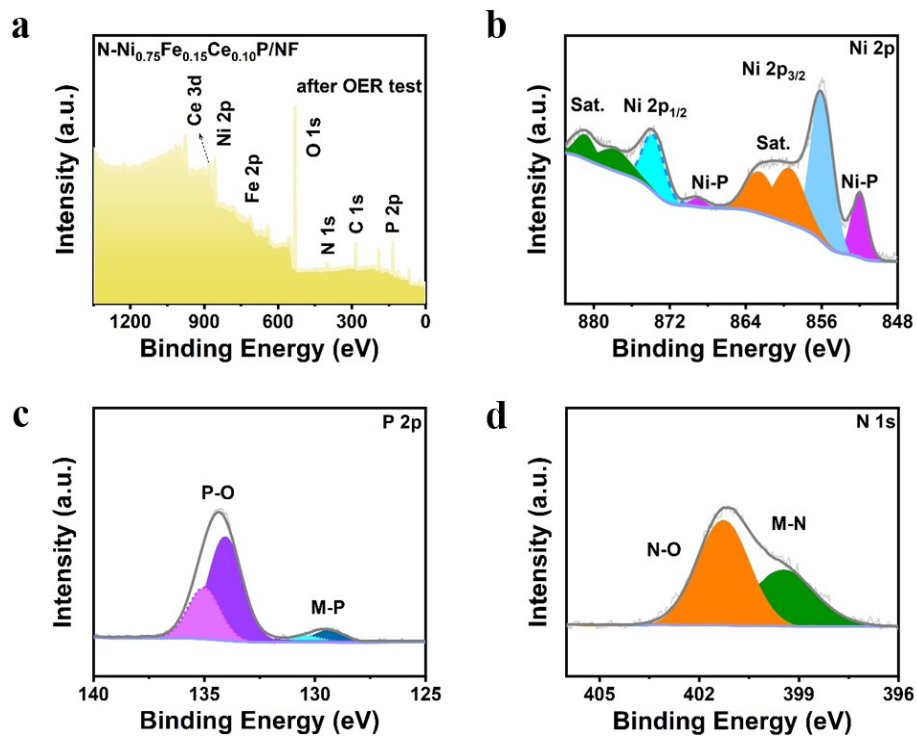 a
N-Ni0.75Fe0.15Ce0.10P/NF
after OER test
Ce 3d
Ni 2p
Fe 2p
O 1s
N 1s
C 1s
P 2p
Intensity (a.u.)
1200 900 600 300 0
Binding Energy (eV)
b
Ni 2p
Sat.
Ni 2p1/2
Ni-P
Sat.
Ni 2p3/2
Ni-P
Intensity (a.u.)
880 872 864 856 848
Binding Energy (eV)
c
P 2p
P-O
M-P
Intensity (a.u.)
140 135 130 125
Binding Energy (eV)
d
N 1s
N-O
M-N
Intensity (a.u.)
405 402 399 396
Binding Energy (eV)